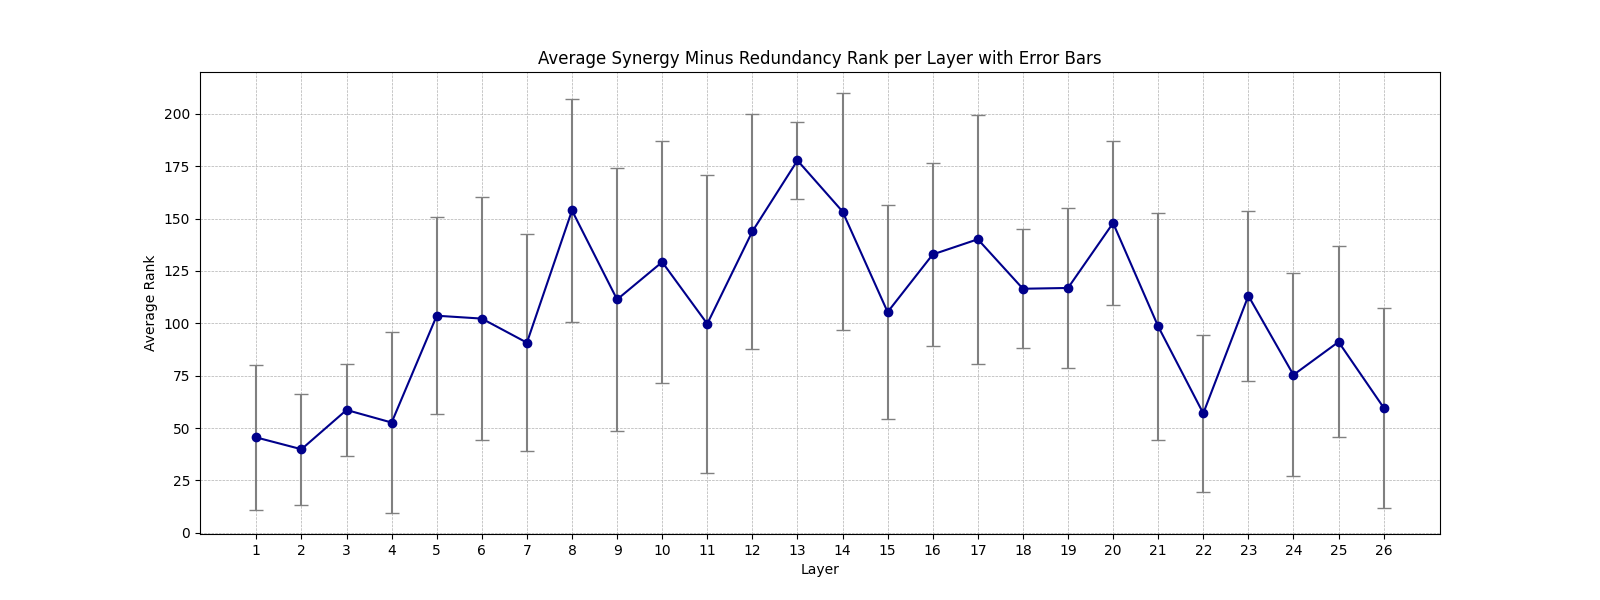 Average Synergy Minus Redundancy Rank per Layer with Error Bars
200
175
150
125
100
75
50
25
0
Average Rank
1 2 3 4 5 6 7 8 9 10 11 12 13 14 15 16 17 18 19 20 21 22 23 24 25 26
Layer